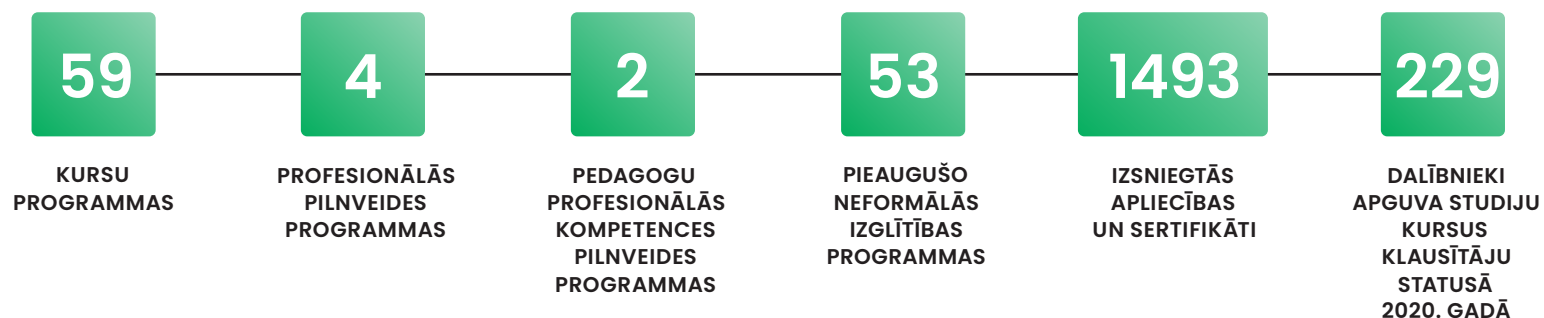 59
KURSU
PROGRAMMAS
4
PROFESIONĀLĀS
PILNVEIDES
PROGRAMMAS
2
PEDAGOGU
PROFESIONĀLĀS
KOMPETENCES
PILNVEIDES
PROGRAMMAS
53
PIEAUGUŠO
NEFORMĀLĀS
IZGLĪTĪBAS
PROGRAMMAS
1493
IZSNIEGTĀS
APLIECĪBAS
UN SERTIFIKĀTI
229
DALĪBNIEKI
APGUVA STUDIJU
KURSUS
KLAUSĪTĀJU
STATUSĀ
2020. GADĀ